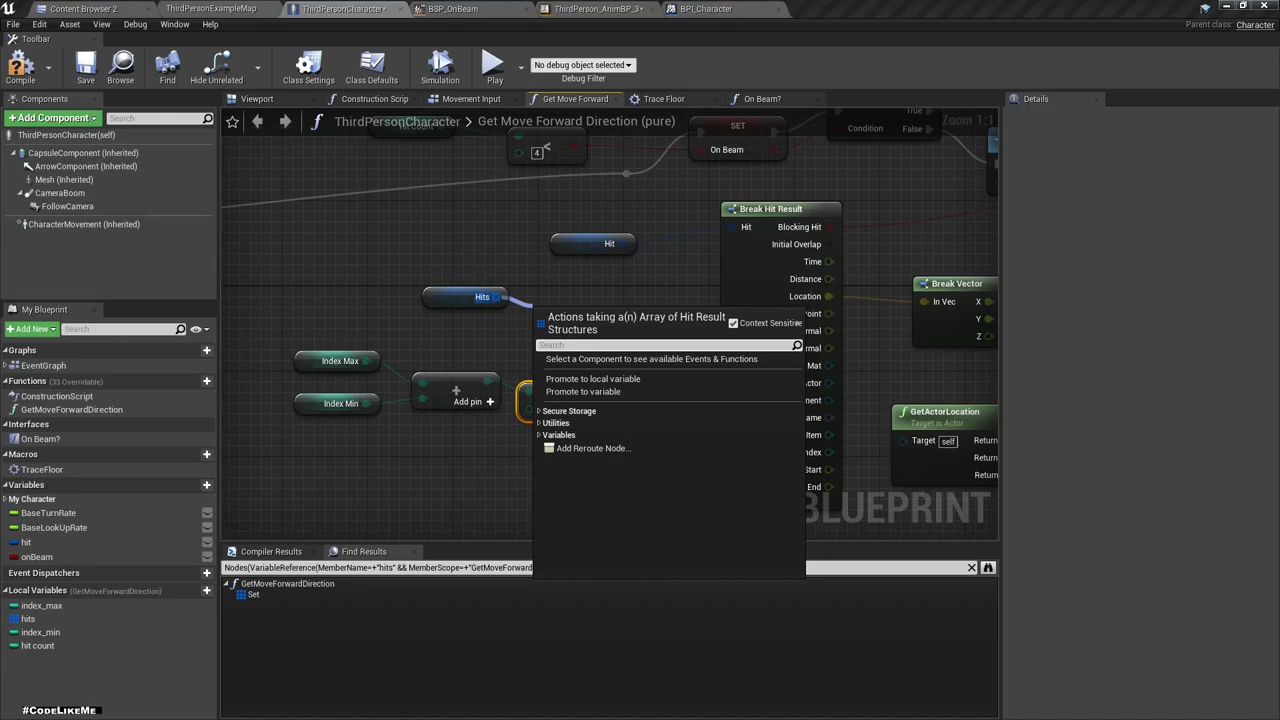 Content Browser 2
ThirdPersonExampleMap
ThirdPersonCharacter*
BSP_OnBeam
ThirdPerson_AnimBP_3*
BPI_Character
File Edit Asset View Debug Window Help
Parent class: Character
Toolbar
Compile Save Browse Find Hide Unrelated Class Settings Class Defaults Simulation Play
No debug object selected
Debug Filter
Components
Viewport Construction Scrip Movement Input Get Move Forward Trace Floor On Beam?
Details
Add Component Search
ThirdPersonCharacter(self)
CapsuleComponent (Inherited)
ArrowComponent (Inherited)
Mesh (Inherited)
CameraBoom
FollowCamera
CharacterMovement (Inherited)
ThirdPersonCharacter > Get Move Forward Direction (pure)
Zoom 1:1
Hit Count
4
<
SET
On Beam
True
Condition False
Hit
Break Hit Result
Hit Blocking Hit
Initial Overlap
Time
Distance
Location
Hits
Break Vector
In Vec X
Y
Z
Index Max
Index Min
+
Add pin +
GetActorLocation
Target is Actor
Target self
BLUEPRINT
Actions taking a(n) Array of Hit Result Structures
Context Sensitive
Search
Select a Component to see available Events & Functions
Promote to local variable
Promote to variable
Secure Storage
Utilities
Variables
Add Reroute Node...
My Blueprint
Add New Search
Graphs
EventGraph
Functions (33 Overridable)
ConstructionScript
GetMoveForwardDirection
Interfaces
On Beam?
Macros
TraceFloor
Variables
My Character
BaseTurnRate
BaseLookUpRate
hit
onBeam
Event Dispatchers
Local Variables (GetMoveForwardDirection)
index_max
hits
index_min
hit count
Compiler Results
Find Results
Nodes(VariableReference(MemberName=+"hits" && MemberScope=+"GetMoveForward
GetMoveForwardDirection
Set
#CODELIKEME